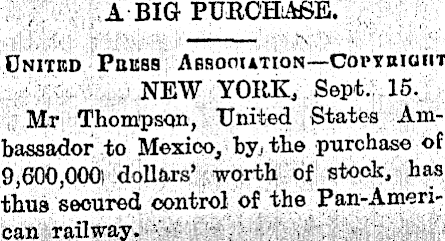 A BIG PURCHASE.
UNITED PRESS ASSOCIATION—COPYRIGHT
NEW YORK, Sept. 15.
Mr Thompson, United States Am-
bassador to Mexico, by, the purchase of
9,600,000 dollars' worth of stock, has
thus secured control of the Pan-Ameri-
can railway.